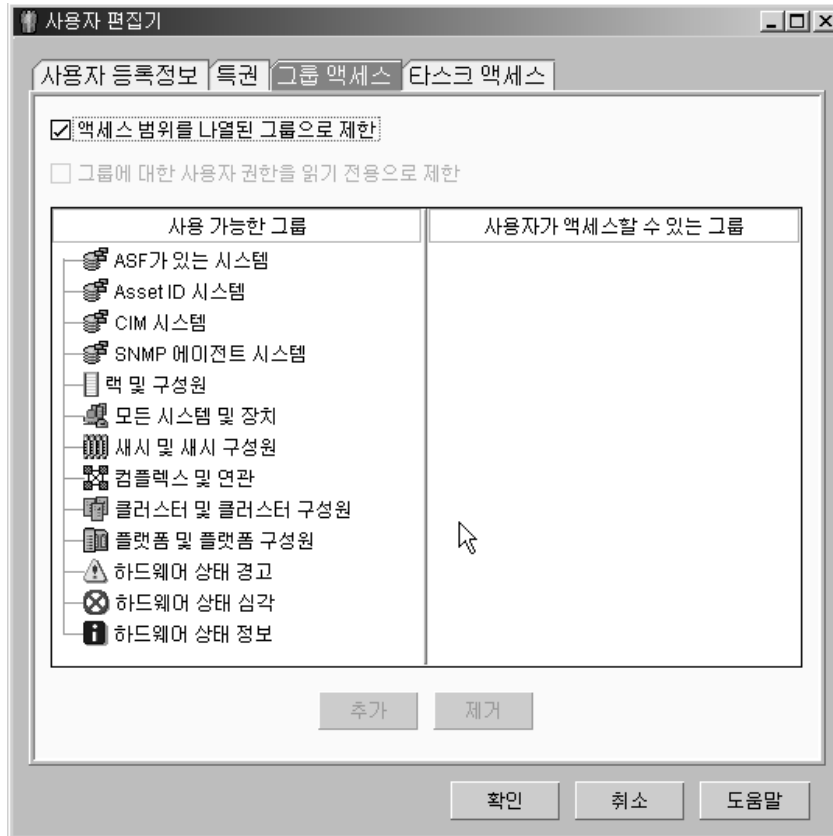 사용자 편집기
사용자 등록정보 특권 그룹 액세스 타스크 액세스
액세스 범위를 나열된 그룹으로 제한
그룹에 대한 사용자 권한을 읽기 전용으로 제한
사용 가능한 그룹 사용자가 액세스할 수 있는 그룹
ASF가 있는 시스템
Asset ID 시스템
CIM 시스템
SNMP 에이전트 시스템
랙 및 구성원
모든 시스템 및 장치
섀시 및 섀시 구성원
컴플렉스 및 연관
클러스터 및 클러스터 구성원
플랫폼 및 플랫폼 구성원
하드웨어 상태 경고
하드웨어 상태 심각
하드웨어 상태 정보
추가 제거
확인 취소 도움말